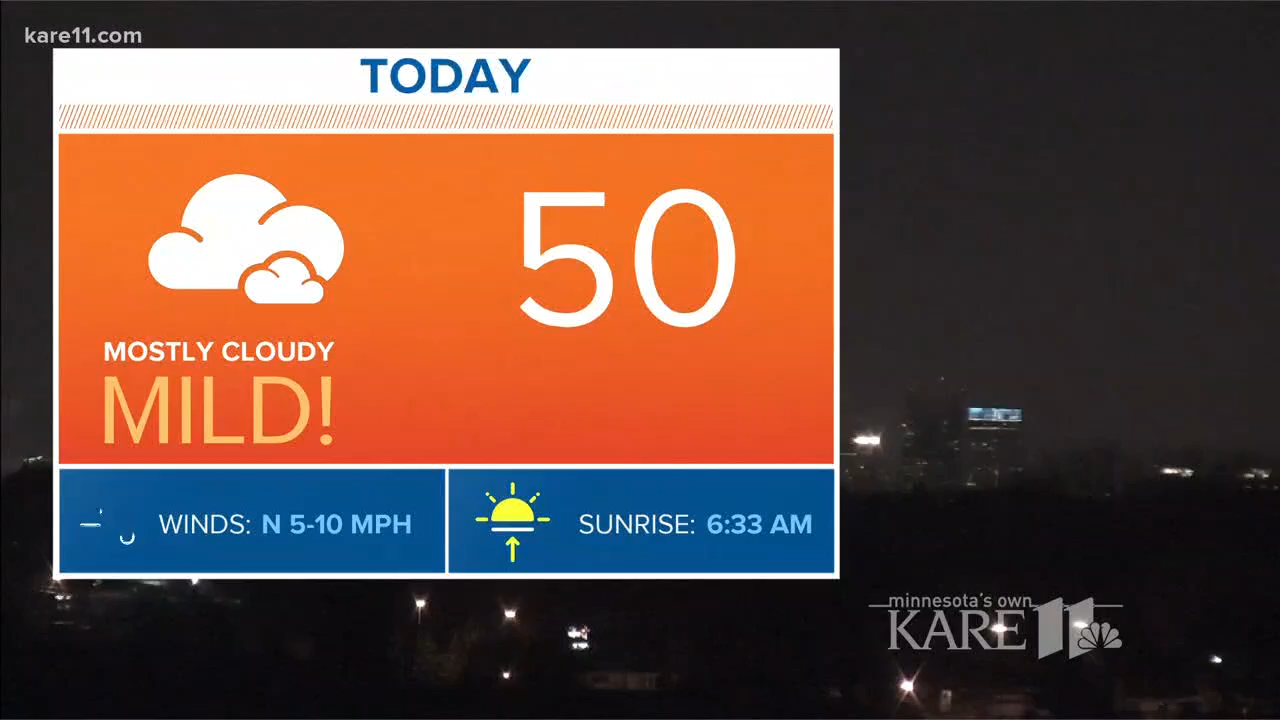 kare11.com
TODAY
50
MOSTLY CLOUDY
MILD!
WINDS: N 5-10 MPH
SUNRISE: 6:33 AM
minnesota's own
KARE 11